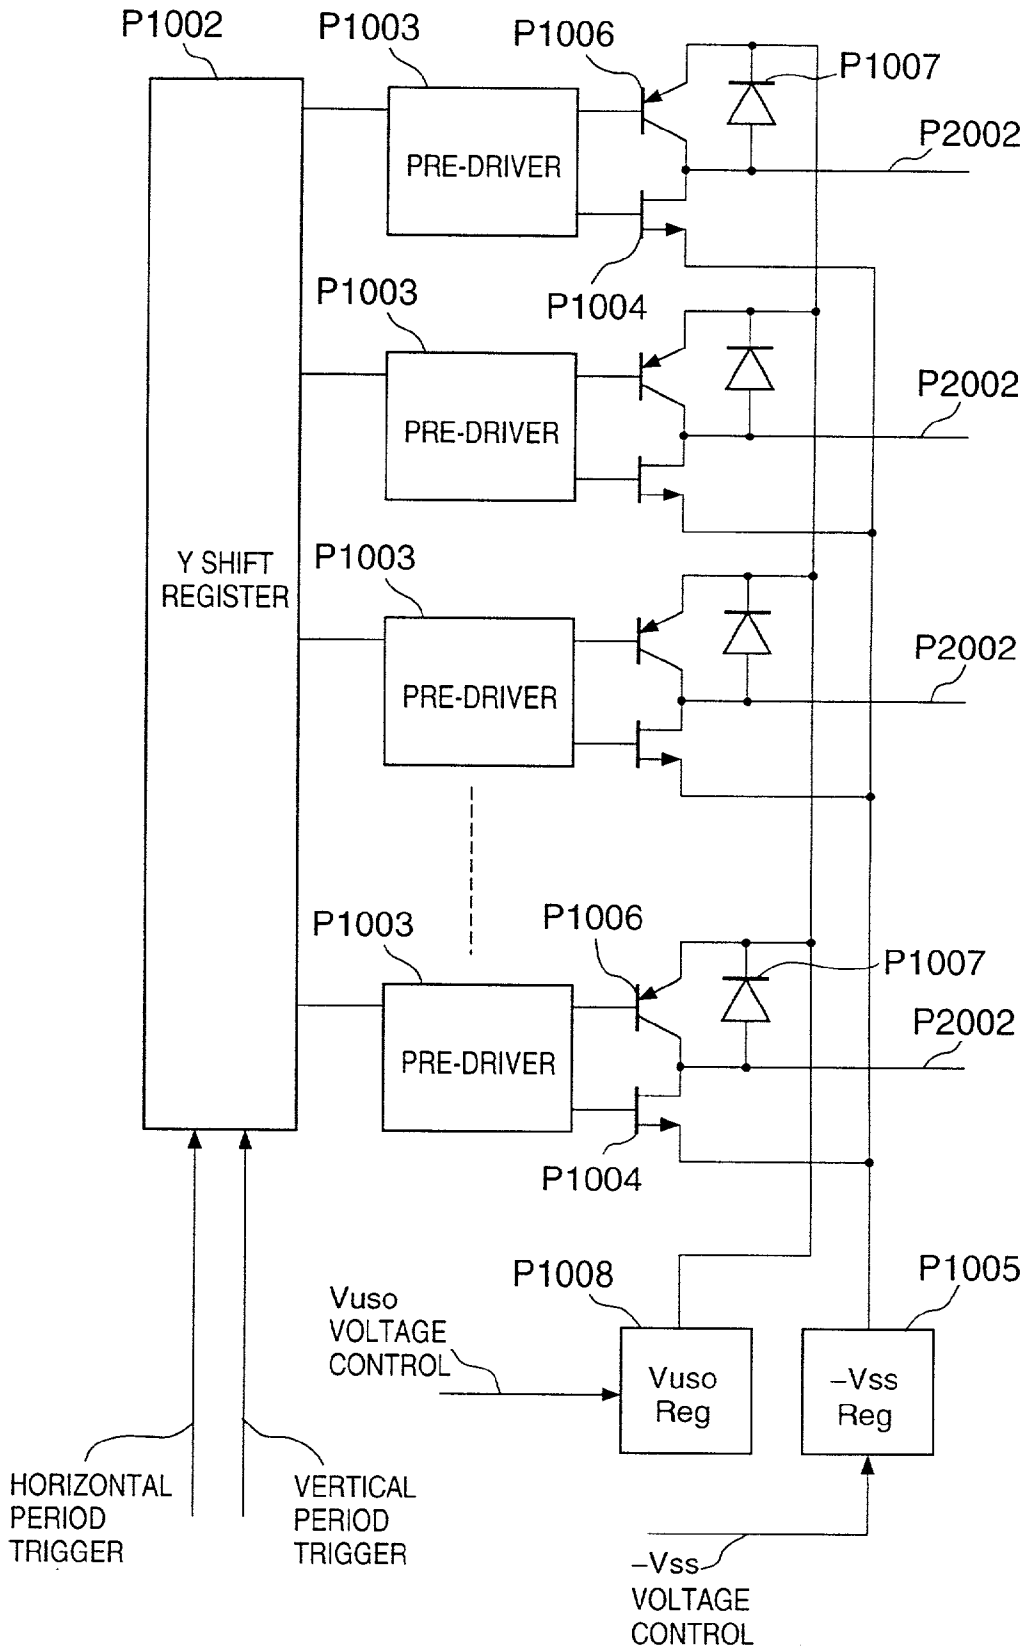 P1002
P1003
P1006
P1007
P2002
PRE-DRIVER
P1004
P1003
P2002
PRE-DRIVER
P1003
Y SHIFT
REGISTER
P2002
PRE-DRIVER
P1003
P1006
P1007
P2002
PRE-DRIVER
P1004
P1008
P1005
Vuso
VOLTAGE
CONTROL
Vuso
Reg
–Vss
Reg
HORIZONTAL
PERIOD
TRIGGER
VERTICAL
PERIOD
TRIGGER
–Vss
VOLTAGE
CONTROL